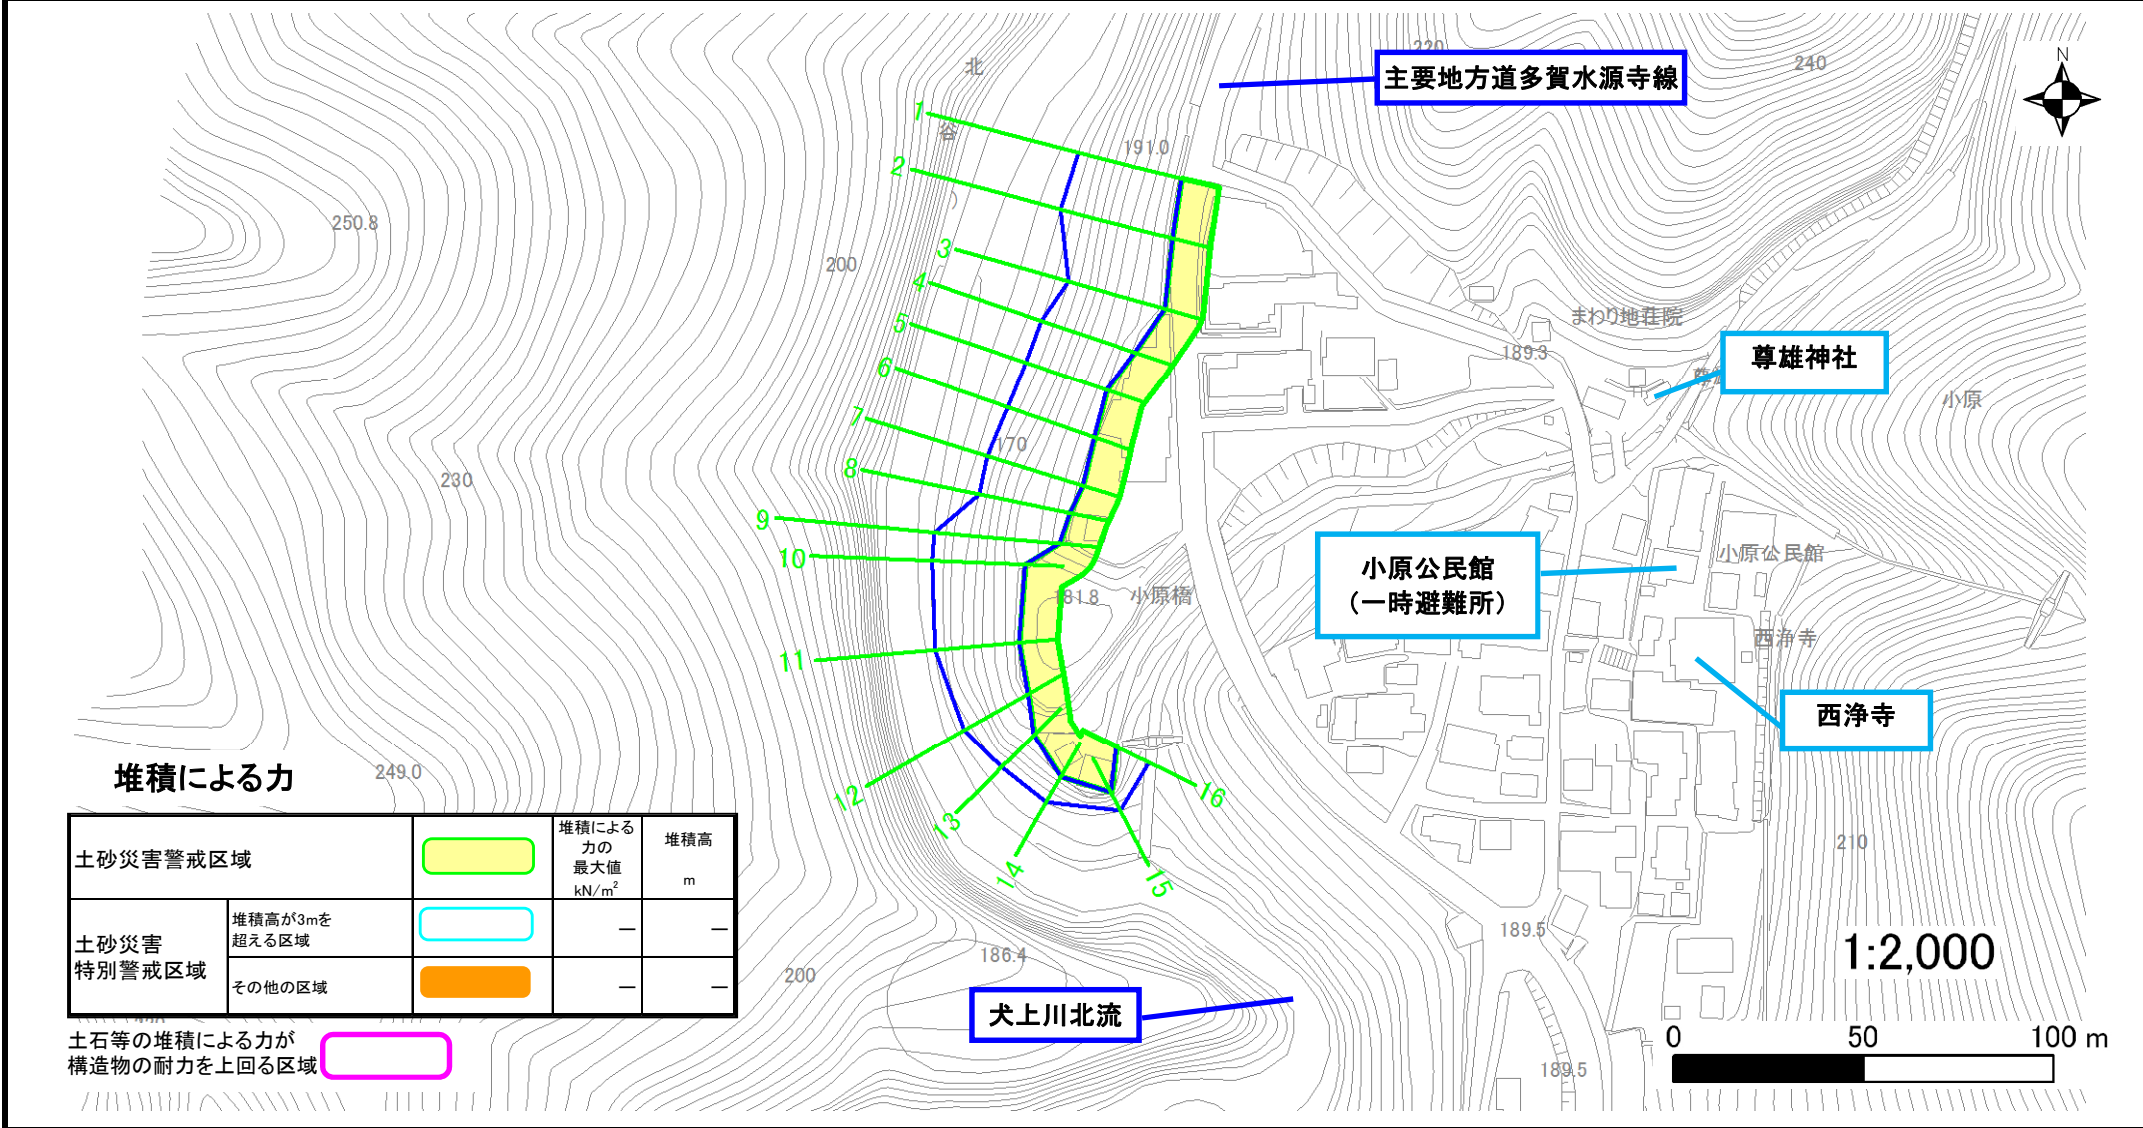 北
220
240
N
主要地方道多賀水源寺線
1
谷
191.0
2
)
250.8
3
200
4
まわり地荘院
5
189.3
尊雄神社
6
小原
7
170
8
230
9
小原公民館
（一時避難所）
小原公民館
10
181.8
小原橋
11
西浄寺
西浄寺
堆積による力
249.0
12
13
16
14
15
210
土砂災害警戒区域
堆積による
力の
最大値
kN/m²
堆積高
m
土砂災害
特別警戒区域
堆積高が3mを
超える区域
―
―
その他の区域
―
―
土石等の堆積による力が
構造物の耐力を上回る区域
200
186.4
189.5
犬上川北流
189.5
1:2,000
0
50
100 m